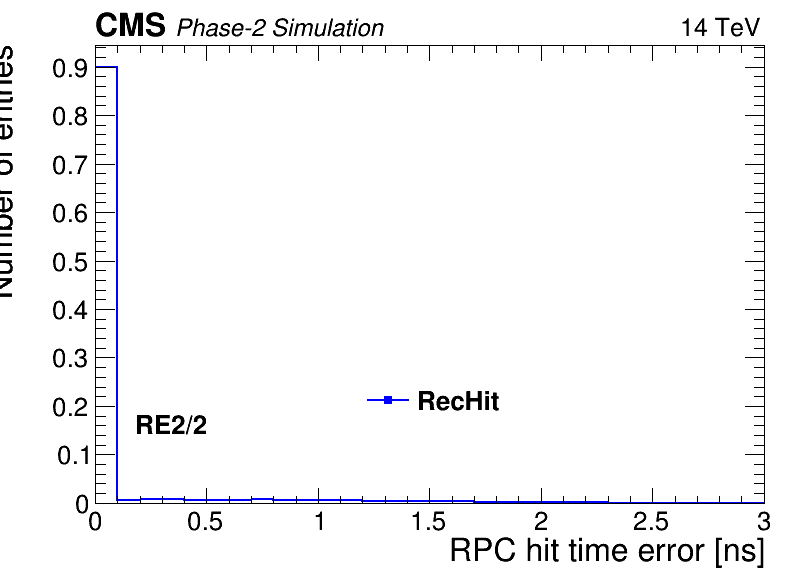 CMS Phase-2 Simulation 14 TeV
Number of entries
0.9
0.8
0.7
0.6
0.5
0.4
0.3
0.2
0.1
0
RecHit
RE2/2
0 0.5 1 1.5 2 2.5 3
RPC hit time error [ns]